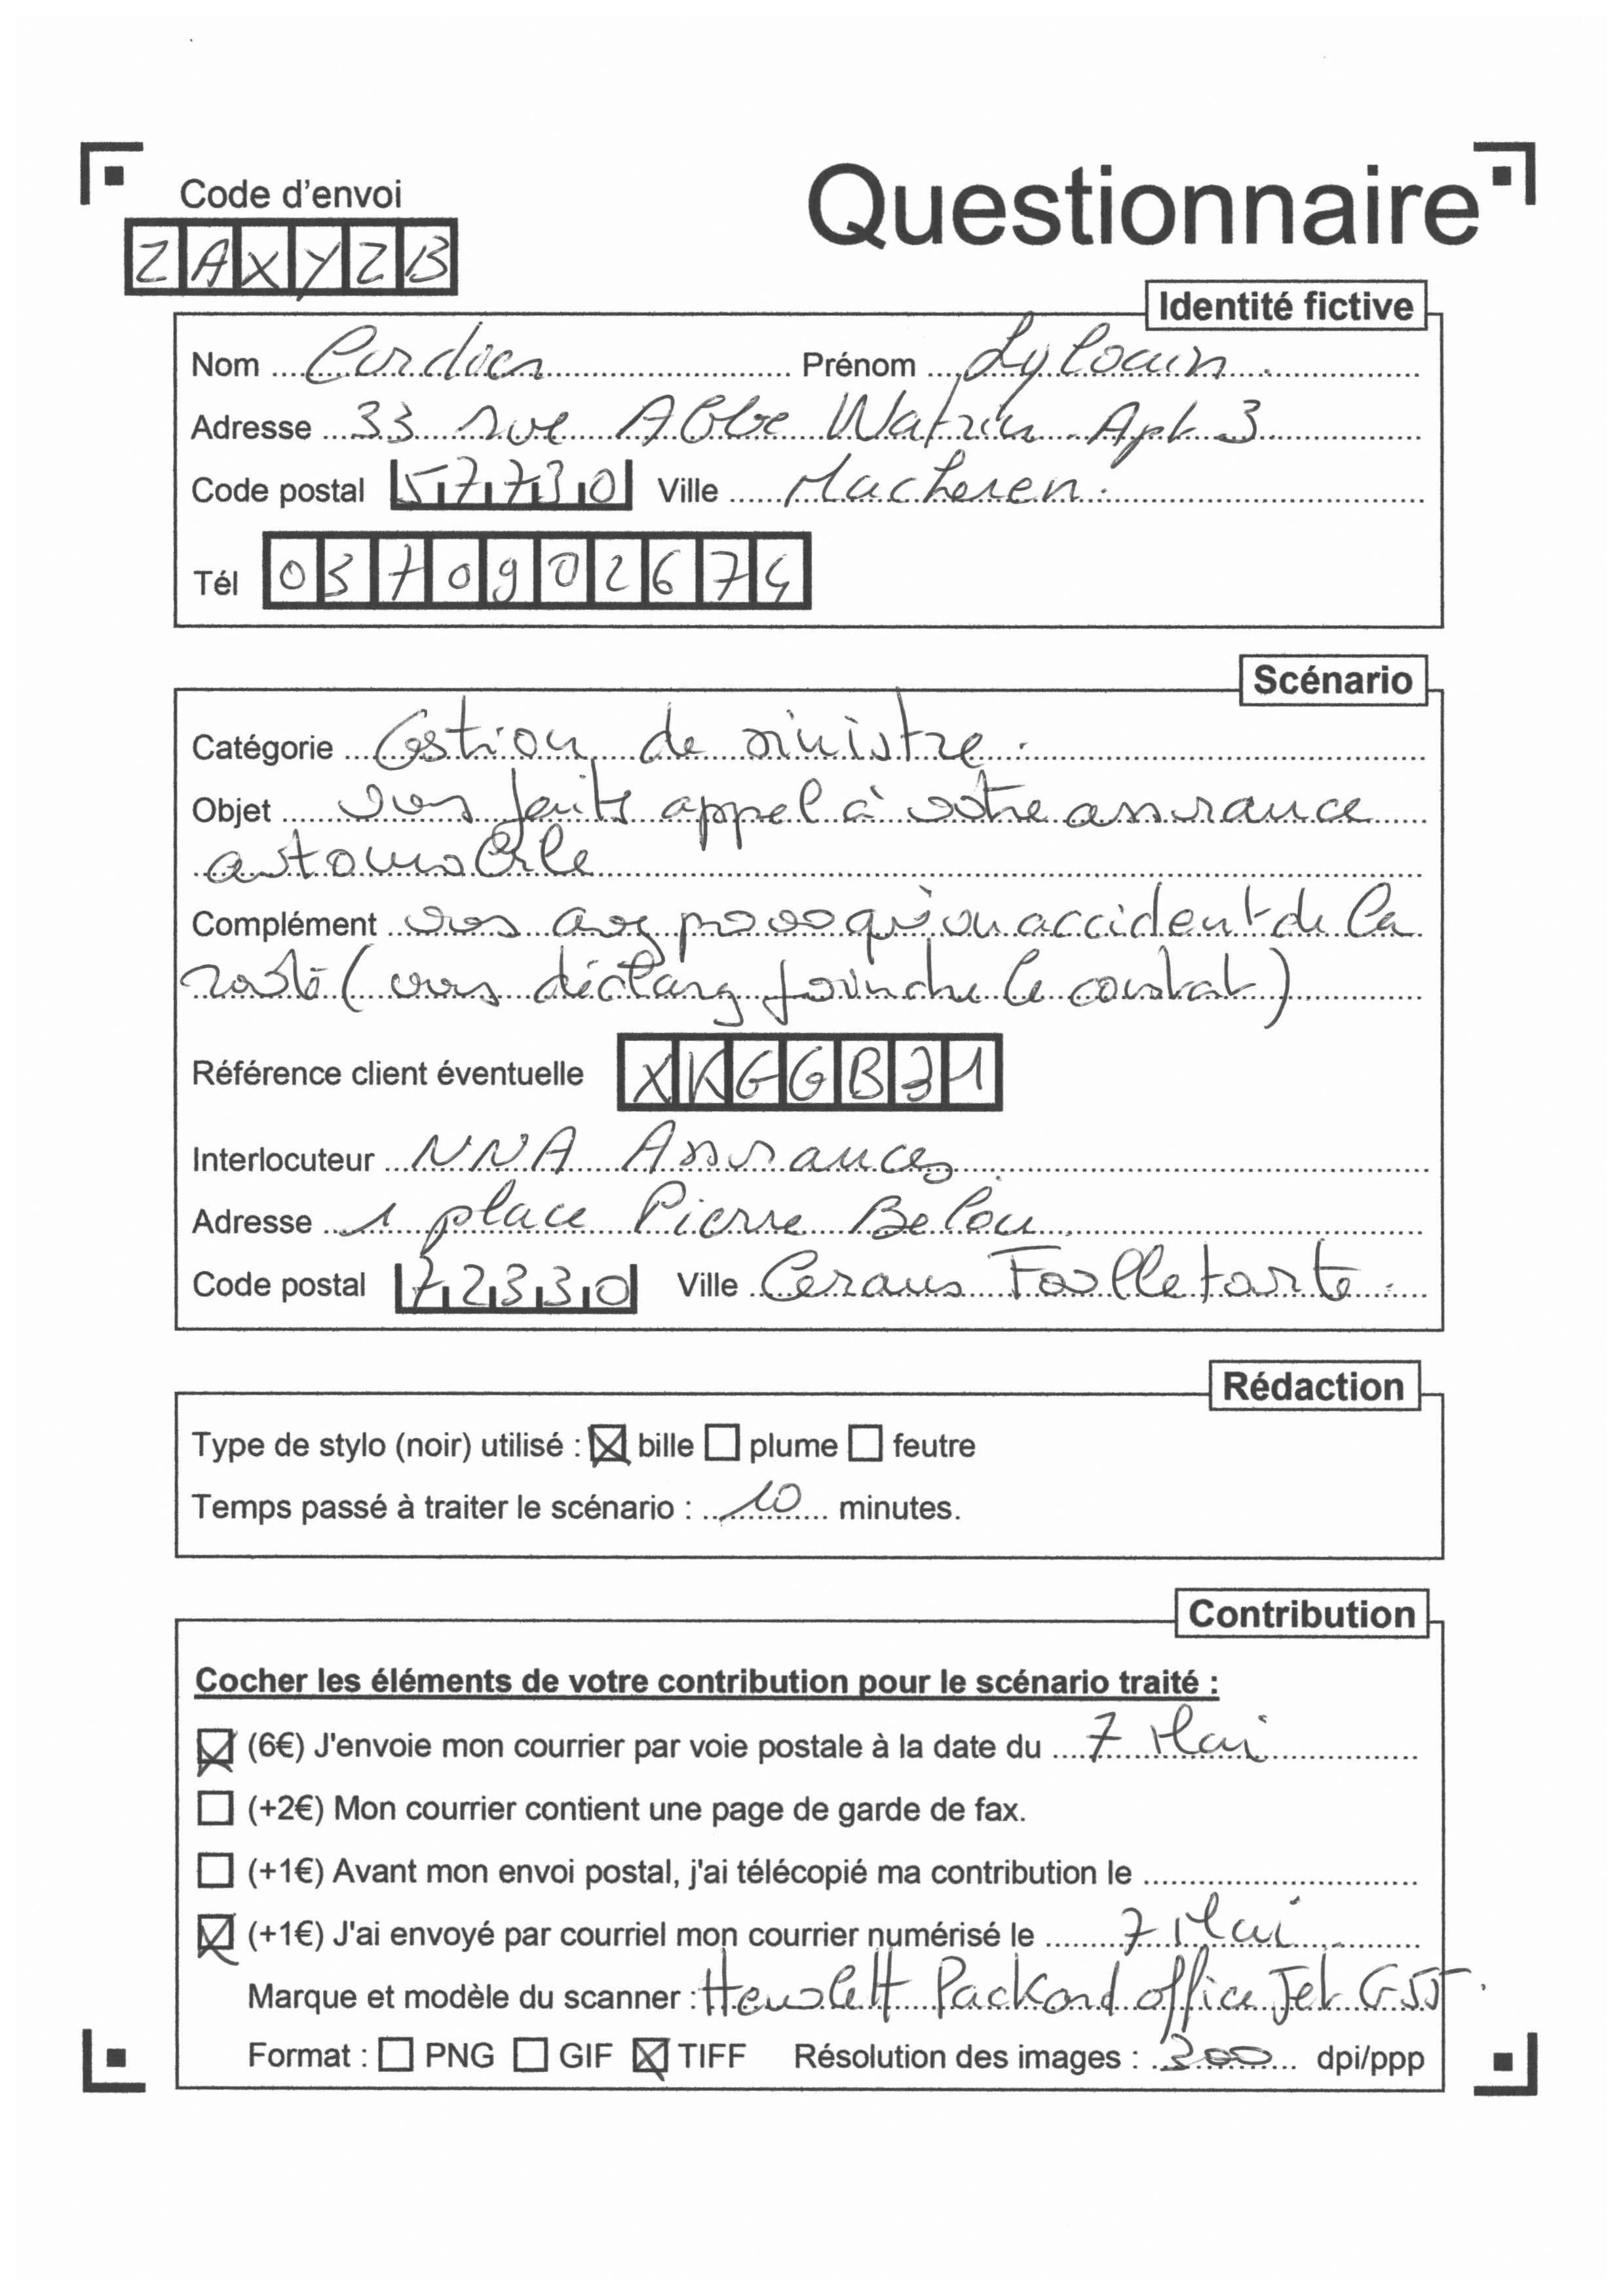 Code d'envoi
Questionnaire
ZAXYZB
Identité fictive
Nom Cordier Prénom Sylvain
Adresse 33 rue Abbe Watrin Apt 3
Code postal 57730 Ville Macheren
Tél 0370902674
Scénario
Catégorie Gestion de sinistre
Objet vous faites appel à votre assurance
automobile
Complément vous avez provoqué un accident de la
route (vous déclarez joindre le constat)
Référence client éventuelle XKGGB31
Interlocuteur NNA Assurances
Adresse 1 place Pierre Belon
Code postal 72330 Ville Cerans Foulletourte
Rédaction
Type de stylo (noir) utilisé : bille plume feutre
Temps passé à traiter le scénario : 10 minutes.
Contribution
Cocher les éléments de votre contribution pour le scénario traité :
(6€) J'envoie mon courrier par voie postale à la date du 7 Mai
(+2€) Mon courrier contient une page de garde de fax.
(+1€) Avant mon envoi postal, j'ai télécopié ma contribution le
(+1€) J'ai envoyé par courriel mon courrier numérisé le 7 Mai
Marque et modèle du scanner : Hewlett Packard office Jet G55
Format : PNG GIF TIFF Résolution des images : 300 dpi/ppp